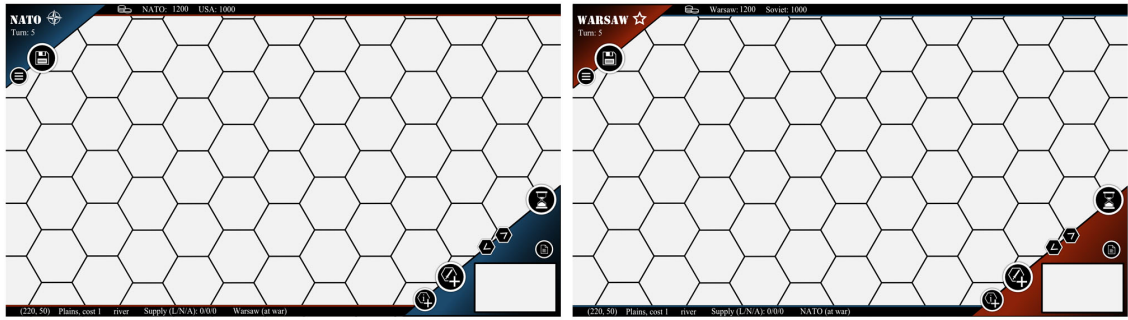 NATO: 1200 USA: 1000
NATO
Turn: 5
(220, 50) Plains, cost 1 river Supply (L/N/A): 0/0/0 Warsaw (at war)
Warsaw: 1200 Soviet: 1000
WARSAW
Turn: 5
(220, 50) Plains, cost 1 river Supply (L/N/A): 0/0/0 NATO (at war)